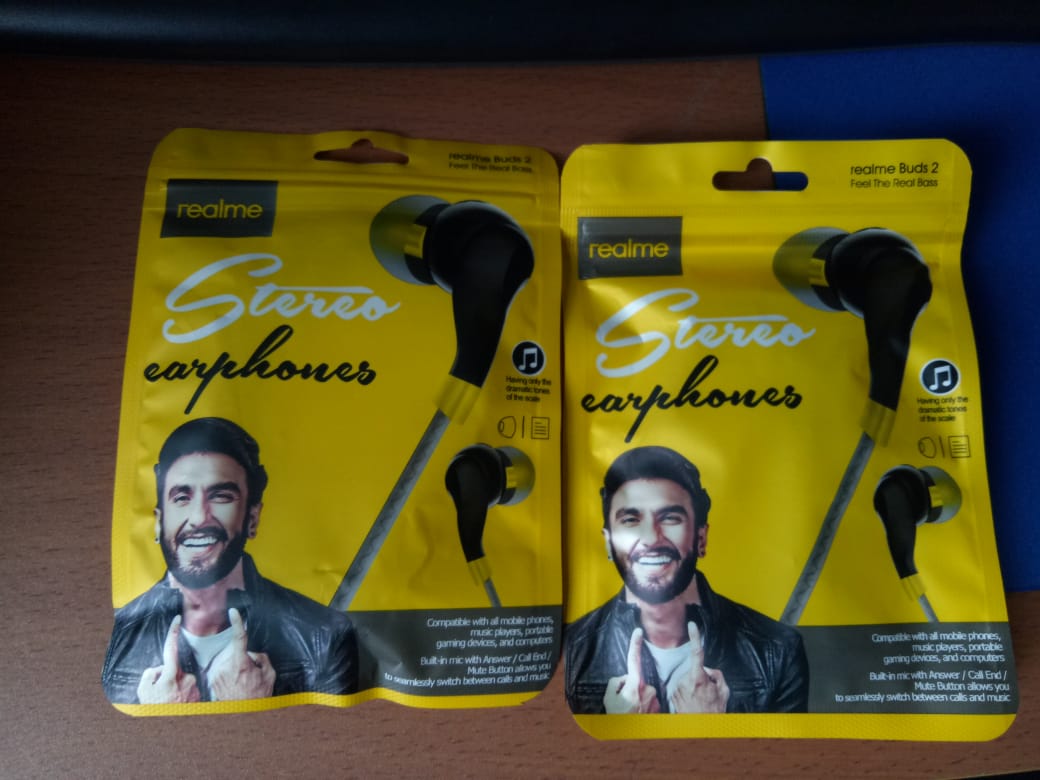 realme Buds 2
Feel The Real Bass
realme
Stereo
earphones
Having only the
dramatic tones
of the scale
Compatible with all mobile phones,
music players, portable
gaming devices, and computers
Built-in mic with Answer / Call End /
Mute Button allows you
to seamlessly switch between calls and music
realme Buds 2
Feel The Real Bass
realme
Stereo
earphones
Having only the
dramatic tones
of the scale
Compatible with all mobile phones,
music players, portable
gaming devices, and computers
Built-in mic with Answer / Call End /
Mute Button allows you
to seamlessly switch between calls and music